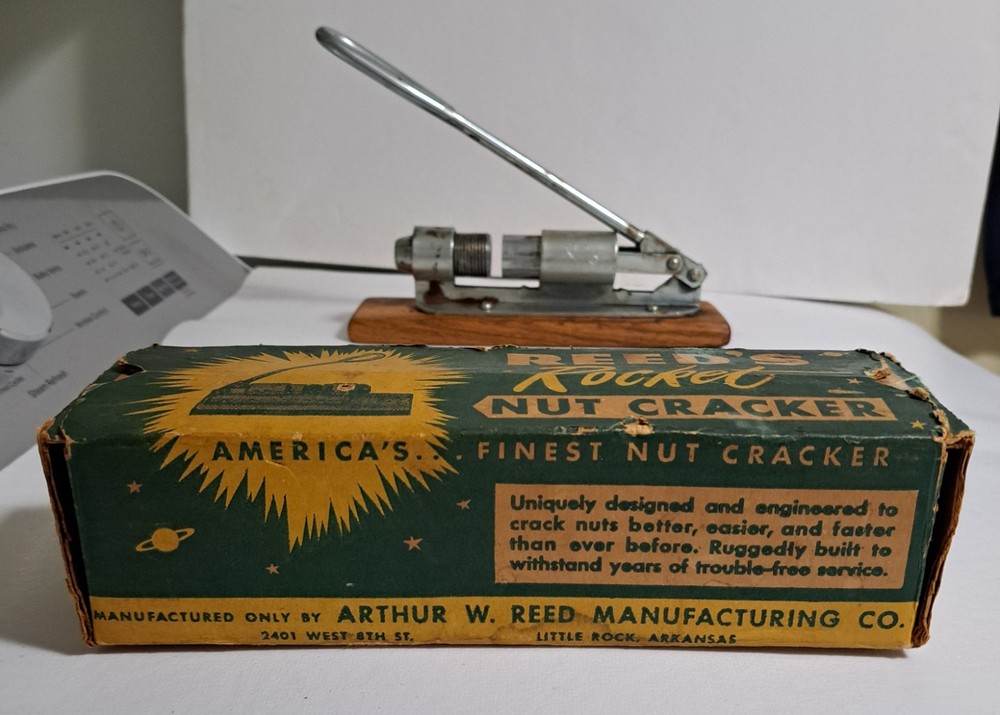 REED'S
Rocket
NUT CRACKER
AMERICA'S... FINEST NUT CRACKER
Uniquely designed and engineered to
crack nuts better, easier, and faster
than ever before. Ruggedly built to
withstand years of trouble-free service.
MANUFACTURED ONLY BY ARTHUR W. REED MANUFACTURING CO.
2401 WEST 8TH ST. LITTLE ROCK, ARKANSAS